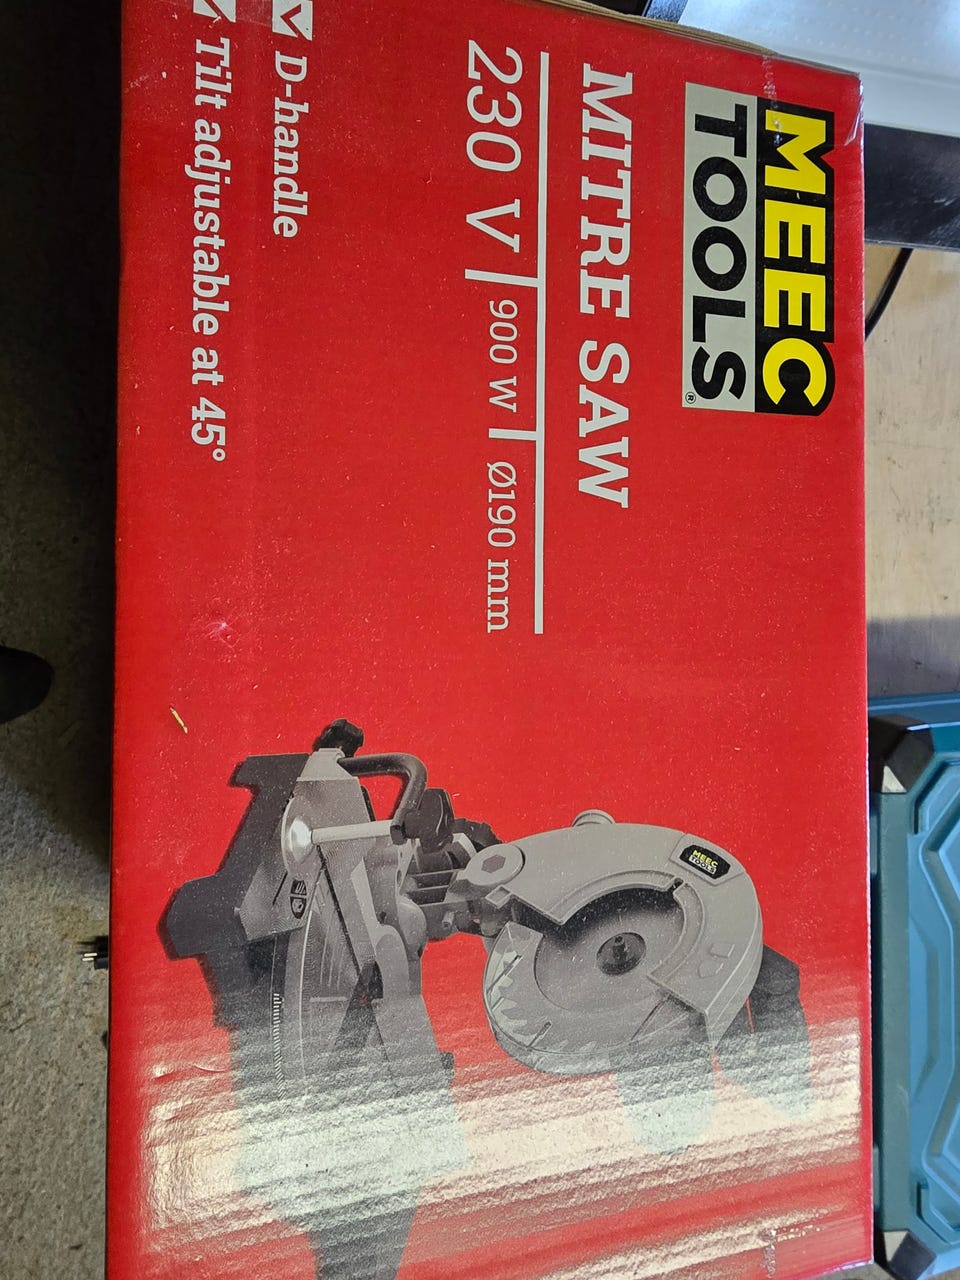 MEEC
TOOLS®
MITRE SAW
230 V 900 W Ø190 mm
D-handle
Tilt adjustable at 45°
MEEC
TOOLS